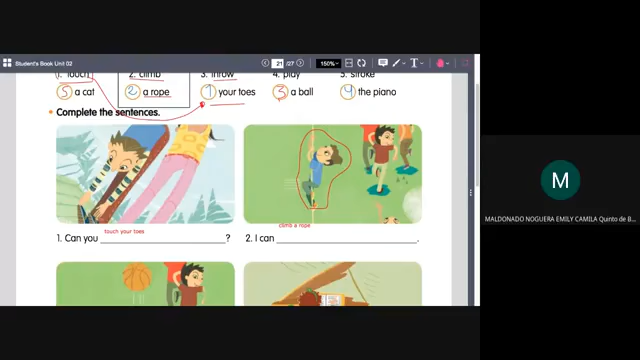 Student's Book Unit 02
21 / 27
150%
1. Touch 2. climb 3. throw 4. play 5. stroke
5 a cat 2 a rope 1 your toes 3 a ball 4 the piano
Complete the sentences.
touch your toes
1. Can you ____________?
climb a rope
2. I can ____________.
M
MALDONADO NOGUERA EMILY CAMILA Quinto de B...